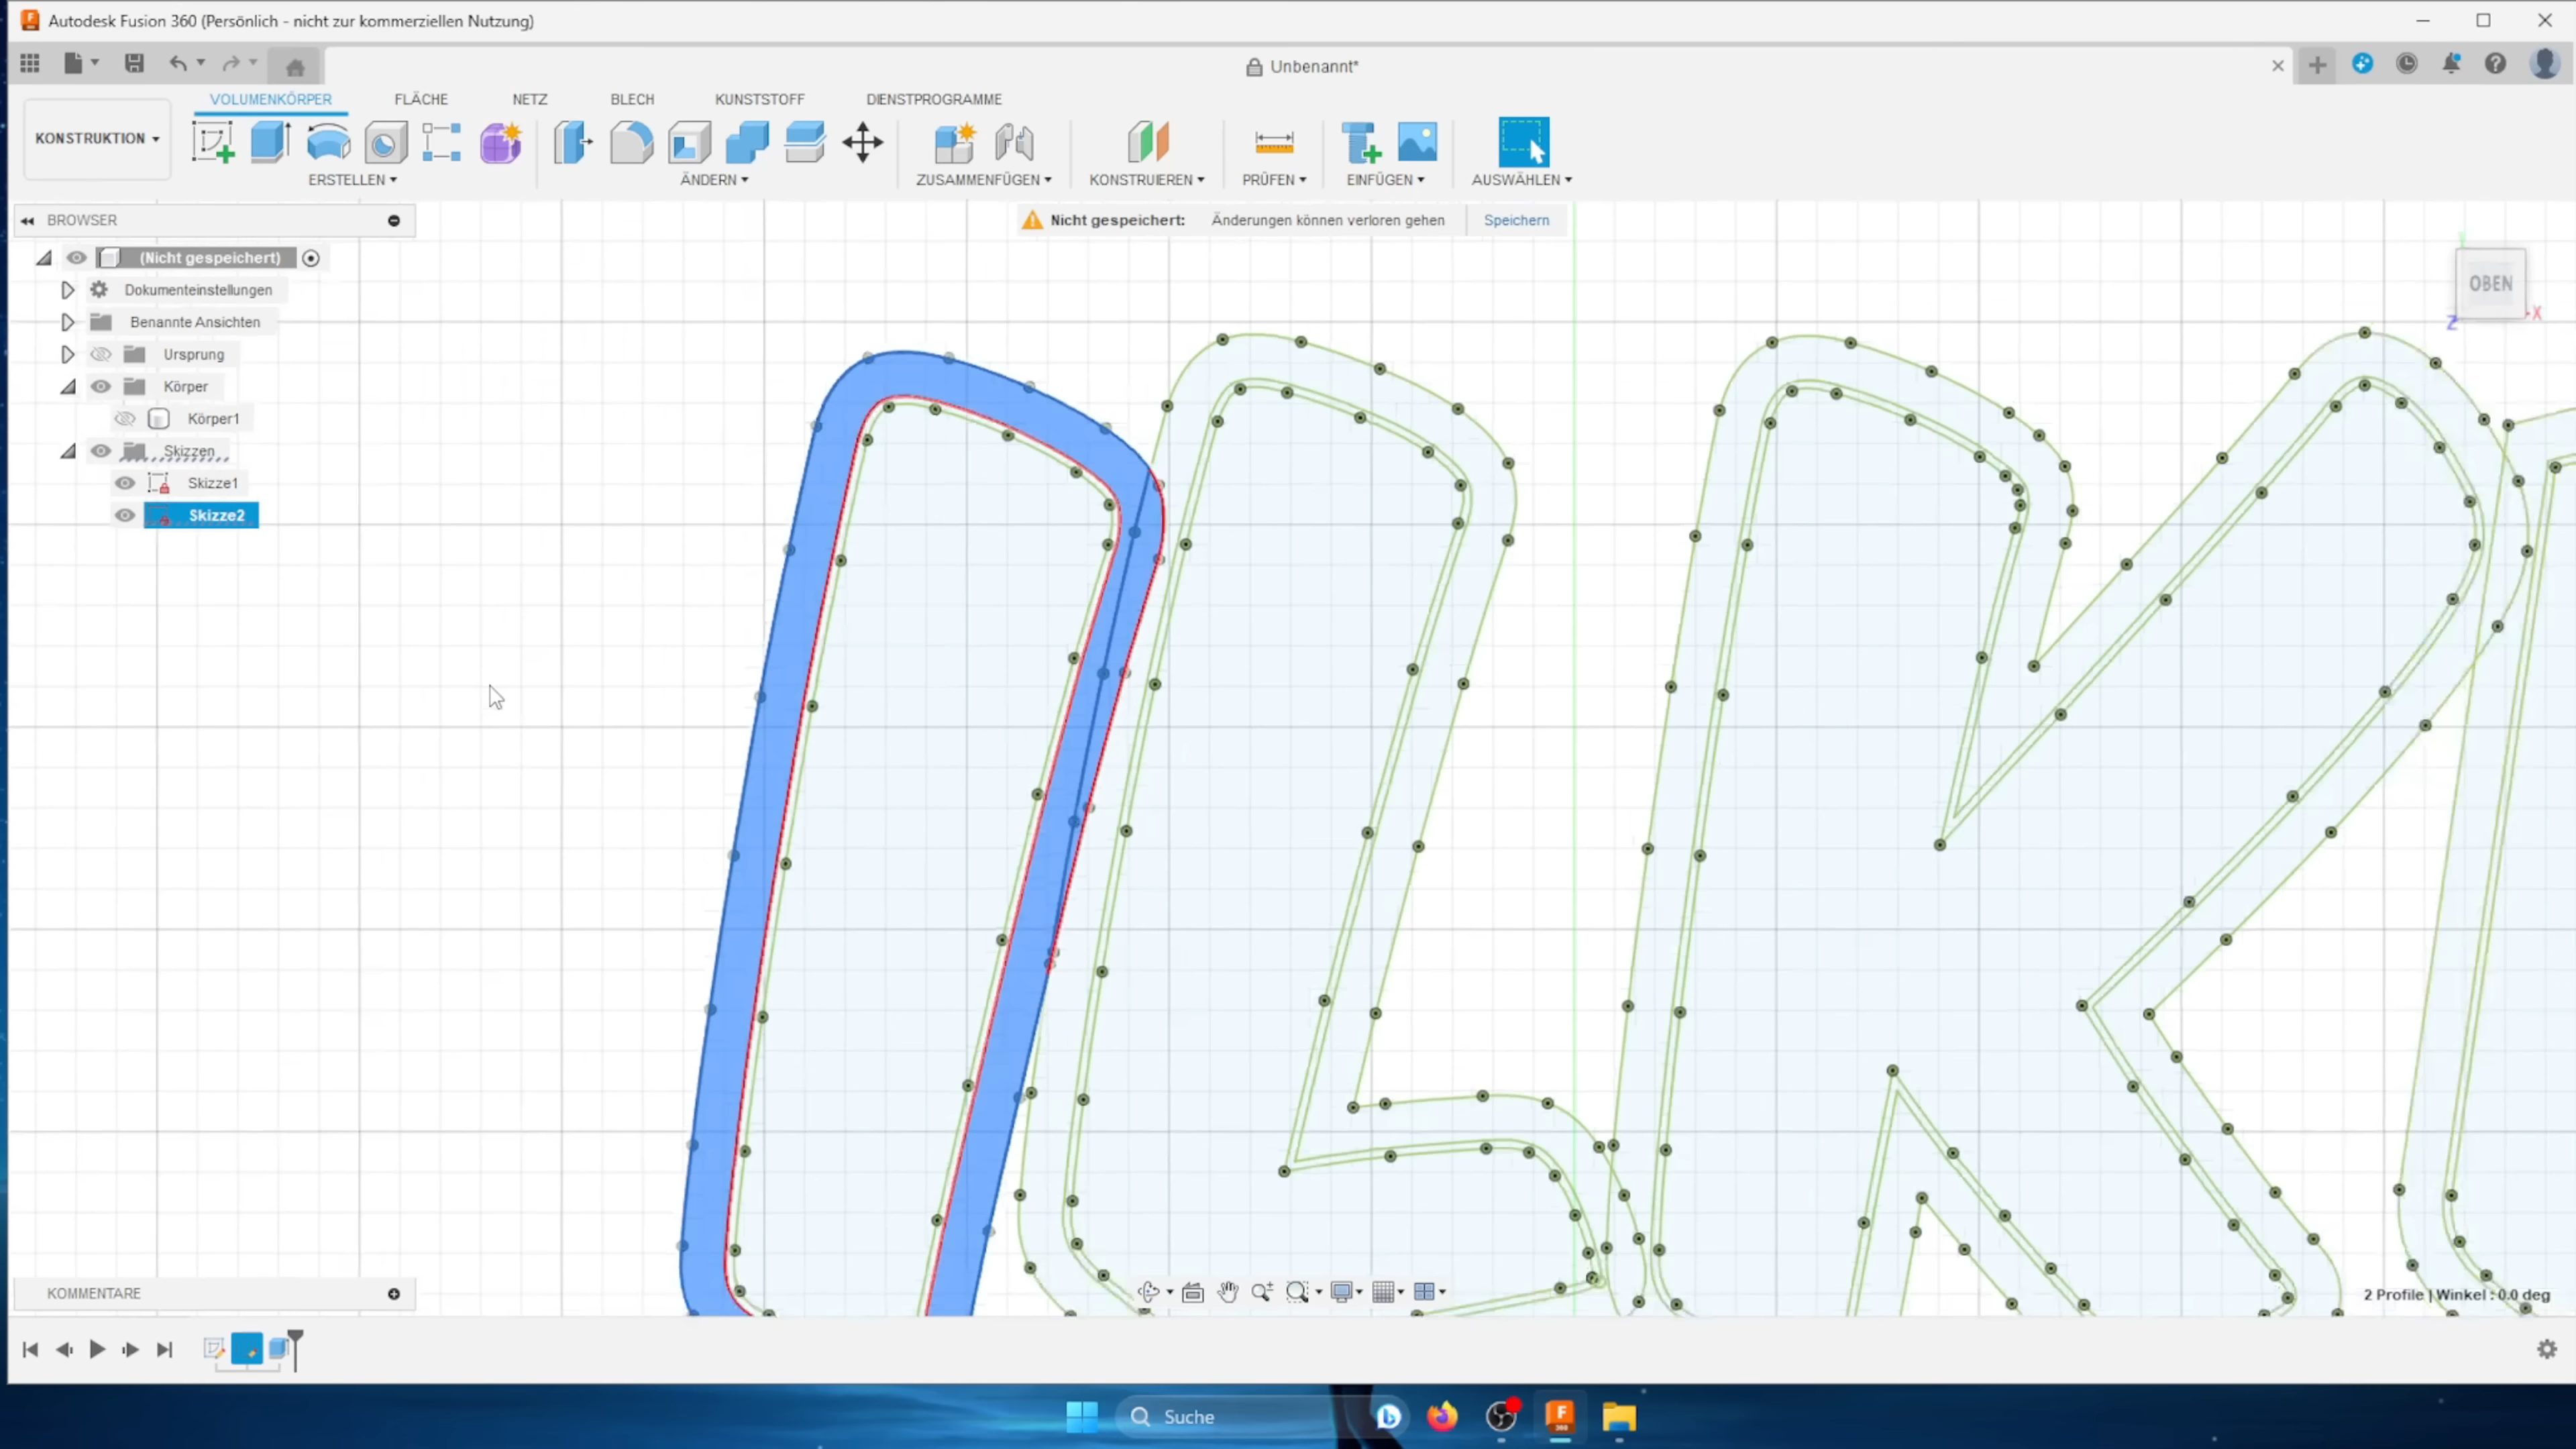 Autodesk Fusion 360 (Persönlich - nicht zur kommerziellen Nutzung)
Unbenannt*
VOLUMENKÖRPER FLÄCHE NETZ BLECH KUNSTSTOFF DIENSTPROGRAMME
KONSTRUKTION
ERSTELLEN ÄNDERN ZUSAMMENFÜGEN KONSTRUIEREN PRÜFEN EINFÜGEN AUSWÄHLEN
BROWSER
Nicht gespeichert: Änderungen können verloren gehen Speichern
(Nicht gespeichert)
Dokumenteinstellungen
Benannte Ansichten
Ursprung
Körper
Körper1
Skizzen
Skizze1
Skizze2
OBEN
X
Z
KOMMENTARE
2 Profile | Winkel : 0.0 deg
Suche
F
360